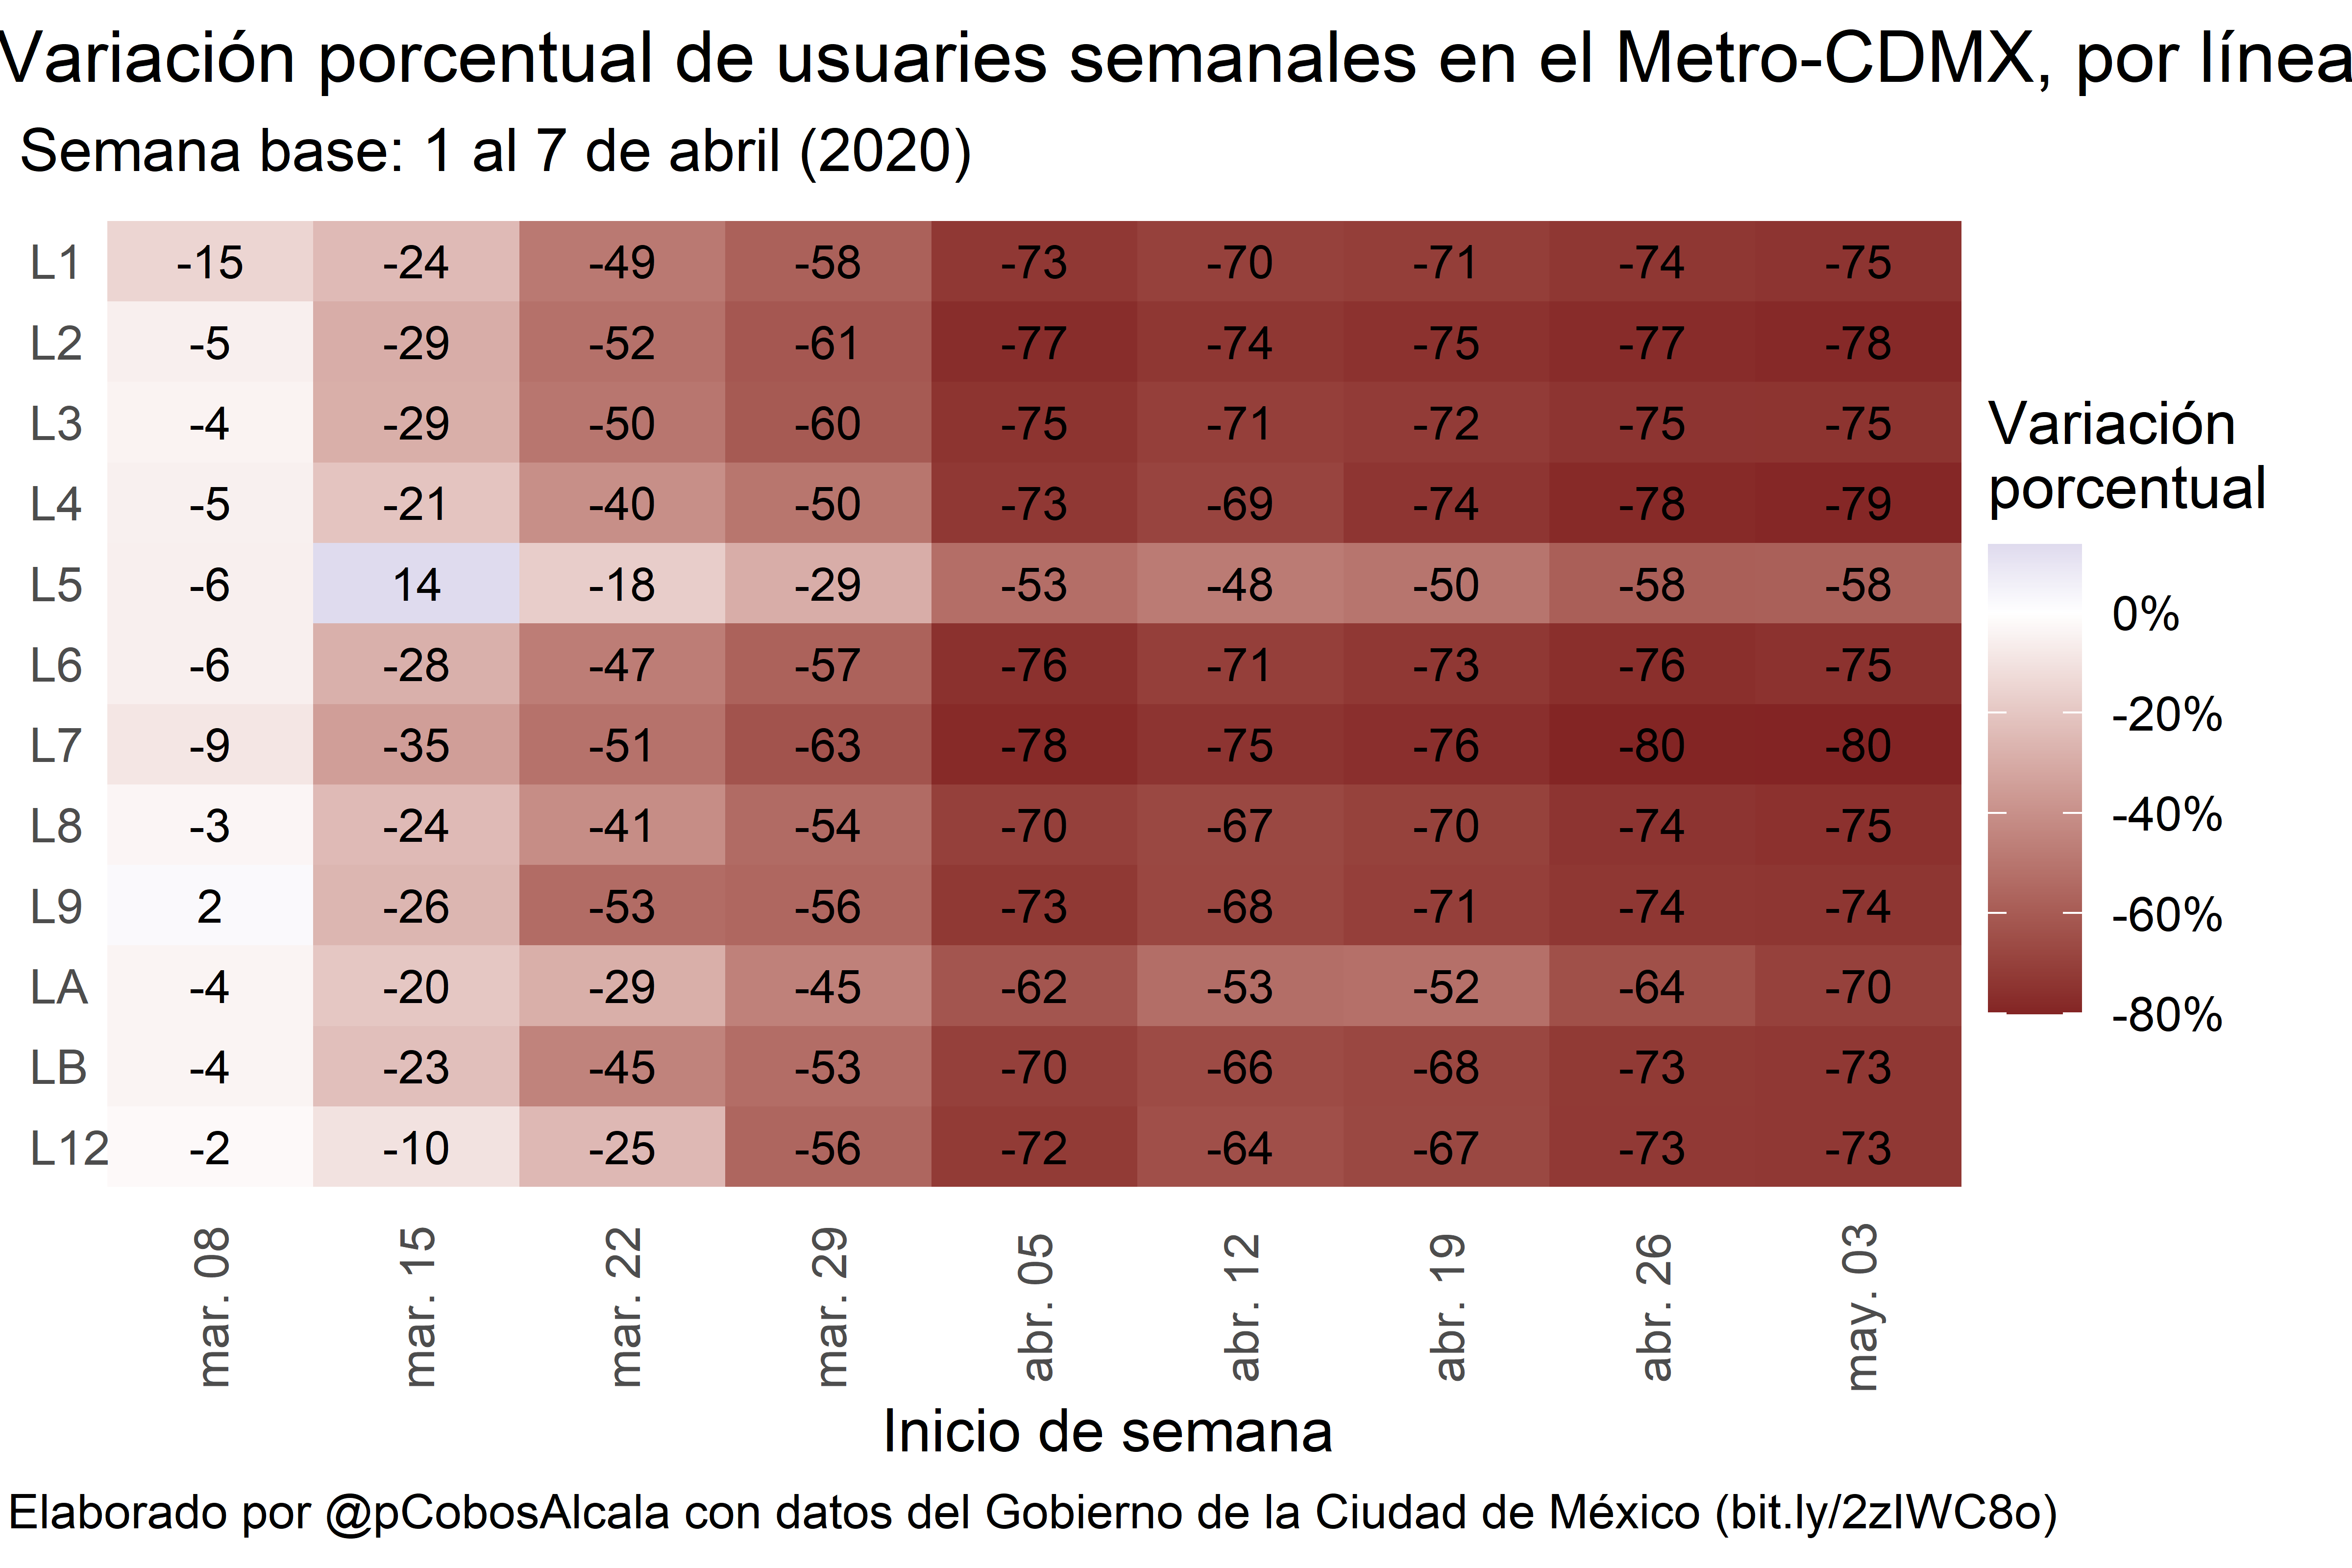 Variación porcentual de usuaries semanales en el Metro-CDMX, por línea
Semana base: 1 al 7 de abril (2020)
L1 -15 -24 -49 -58 -73 -70 -71 -74 -75
L2 -5 -29 -52 -61 -77 -74 -75 -77 -78
L3 -4 -29 -50 -60 -75 -71 -72 -75 -75
L4 -5 -21 -40 -50 -73 -69 -74 -78 -79
L5 -6 14 -18 -29 -53 -48 -50 -58 -58
L6 -6 -28 -47 -57 -76 -71 -73 -76 -75
L7 -9 -35 -51 -63 -78 -75 -76 -80 -80
L8 -3 -24 -41 -54 -70 -67 -70 -74 -75
L9 2 -26 -53 -56 -73 -68 -71 -74 -74
LA -4 -20 -29 -45 -62 -53 -52 -64 -70
LB -4 -23 -45 -53 -70 -66 -68 -73 -73
L12 -2 -10 -25 -56 -72 -64 -67 -73 -73
mar. 08 mar. 15 mar. 22 mar. 29 abr. 05 abr. 12 abr. 19 abr. 26 may. 03
Inicio de semana
Variación
porcentual
0%
-20%
-40%
-60%
-80%
Elaborado por @pCobosAlcala con datos del Gobierno de la Ciudad de México (bit.ly/2zIWC8o)